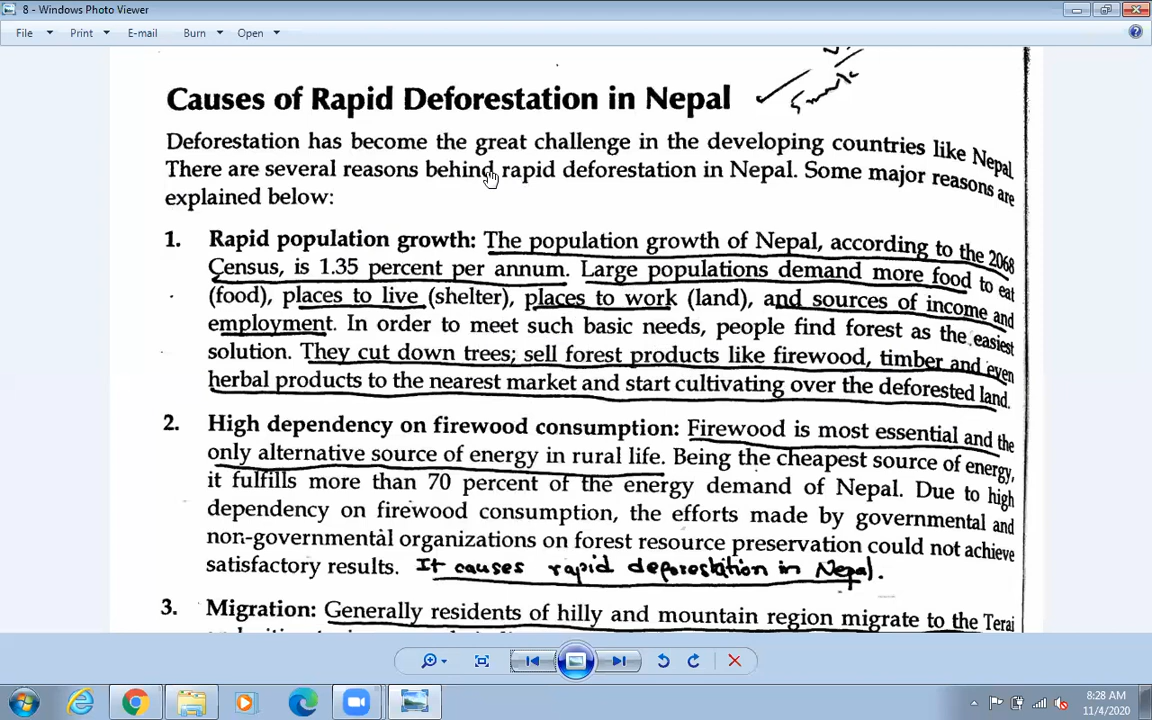 8 - Windows Photo Viewer
File Print E-mail Burn Open
Causes of Rapid Deforestation in Nepal
Deforestation has become the great challenge in the developing countries like Nepal
There are several reasons behind rapid deforestation in Nepal. Some major reasons are
explained below:
1. Rapid population growth: The population growth of Nepal, according to the 2068
Census, is 1.35 percent per annum. Large populations demand more food to eat
(food), places to live (shelter), places to work (land), and sources of income and
employment. In order to meet such basic needs, people find forest as the easiest
solution. They cut down trees; sell forest products like firewood, timber and even
herbal products to the nearest market and start cultivating over the deforested land.
2. High dependency on firewood consumption: Firewood is most essential and the
only alternative source of energy in rural life. Being the cheapest source of energy,
it fulfills more than 70 percent of the energy demand of Nepal. Due to high
dependency on firewood consumption, the efforts made by governmental and
non-governmental organizations on forest resource preservation could not achieve
satisfactory results. It causes rapid deforestation in Nepal.
3. Migration: Generally residents of hilly and mountain region migrate to the Terai
8:28 AM
11/4/2020